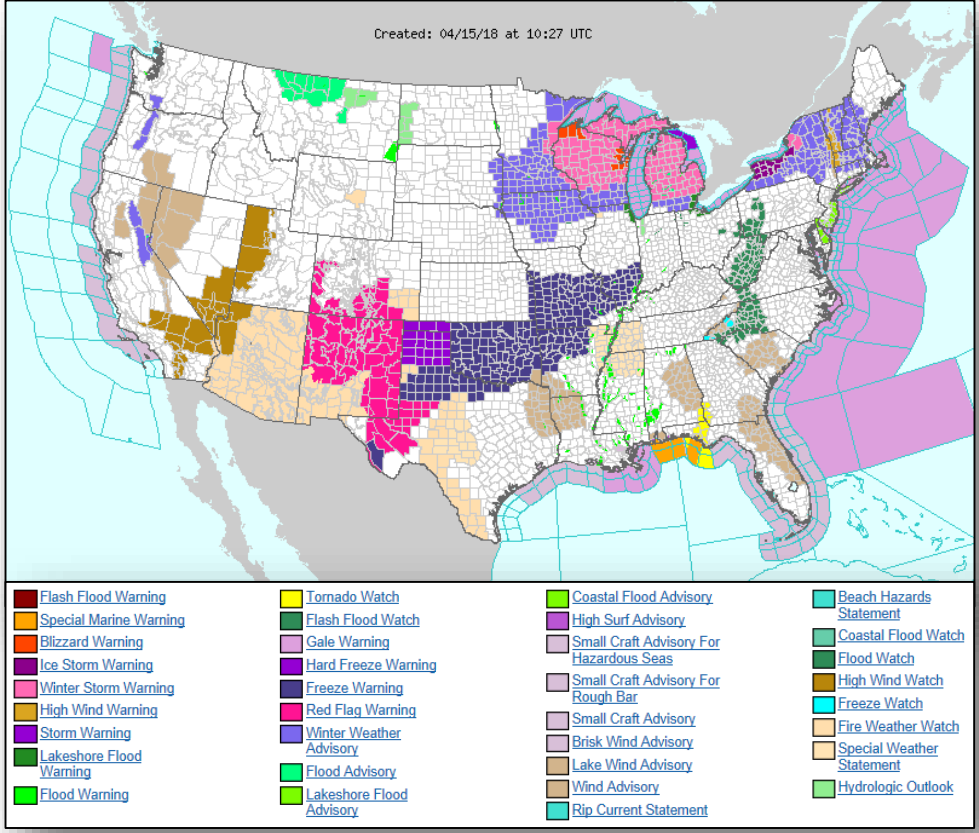 Created: 04/15/18 at 10:27 UTC
Flash Flood Warning
Special Marine Warning
Blizzard Warning
Ice Storm Warning
Winter Storm Warning
High Wind Warning
Storm Warning
Lakeshore Flood
Warning
Flood Warning
Tornado Watch
Flash Flood Watch
Gale Warning
Hard Freeze Warning
Freeze Warning
Red Flag Warning
Winter Weather
Advisory
Flood Advisory
Lakeshore Flood
Advisory
Coastal Flood Advisory
High Surf Advisory
Small Craft Advisory For
Hazardous Seas
Small Craft Advisory For
Rough Bar
Small Craft Advisory
Brisk Wind Advisory
Lake Wind Advisory
Wind Advisory
Rip Current Statement
Beach Hazards
Statement
Coastal Flood Watch
Flood Watch
High Wind Watch
Freeze Watch
Fire Weather Watch
Special Weather
Statement
Hydrologic Outlook